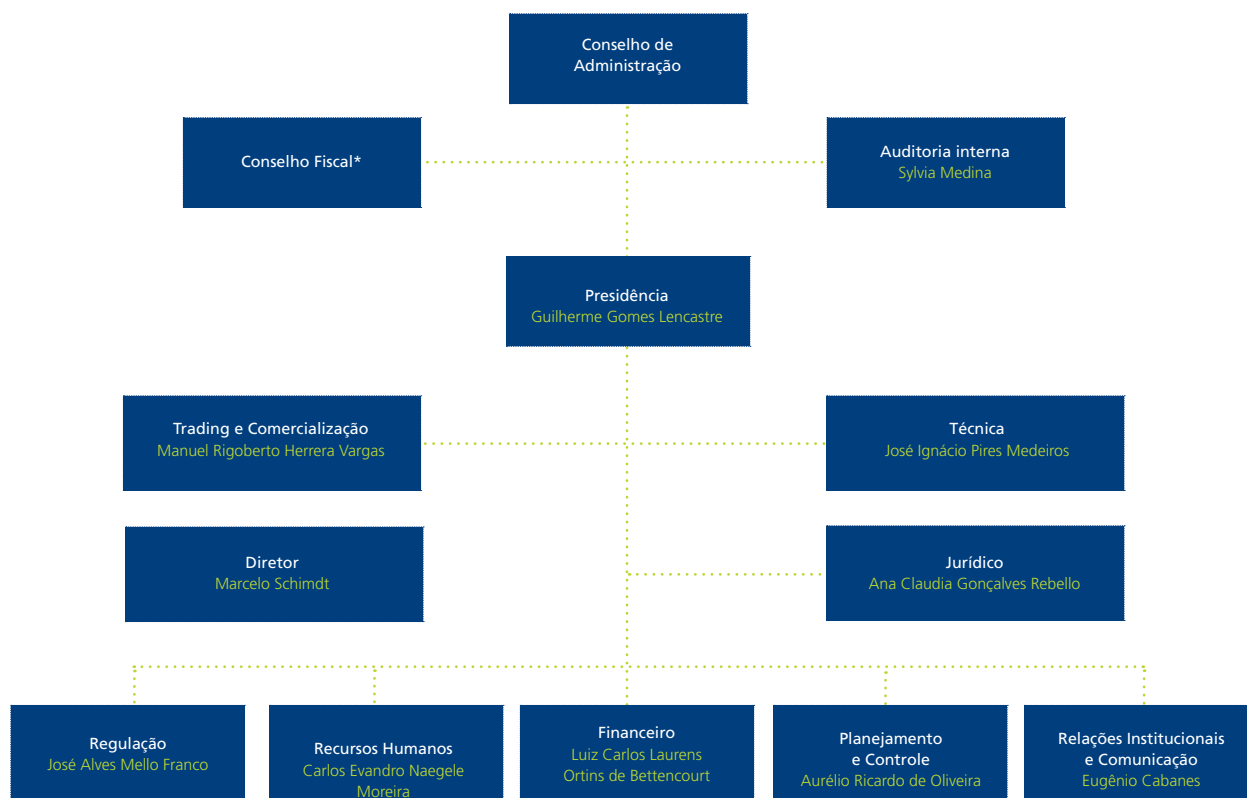 Conselho de
Administração
Conselho Fiscal*
Auditoria interna
Sylvia Medina
Presidência
Guilherme Gomes Lencastre
Trading e Comercialização
Manuel Rigoberto Herrera Vargas
Técnica
José Ignácio Pires Medeiros
Diretor
Marcelo Schimdt
Jurídico
Ana Claudia Gonçalves Rebello
Regulação
José Alves Mello Franco
Recursos Humanos
Carlos Evandro Naegele
Moreira
Financeiro
Luiz Carlos Laurens
Ortins de Bettencourt
Planejamento
e Controle
Aurélio Ricardo de Oliveira
Relações Institucionais
e Comunicação
Eugênio Cabanes